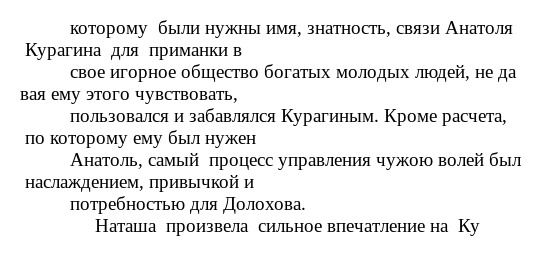 которому были нужны имя, знатность, связи Анатоля
Курагина для приманки в
свое игорное общество богатых молодых людей, не да
вая ему этого чувствовать,
пользовался и забавлялся Курагиным. Кроме расчета,
по которому ему был нужен
Анатоль, самый процесс управления чужою волей был
наслаждением, привычкой и
потребностью для Долохова.
Наташа произвела сильное впечатление на Ку